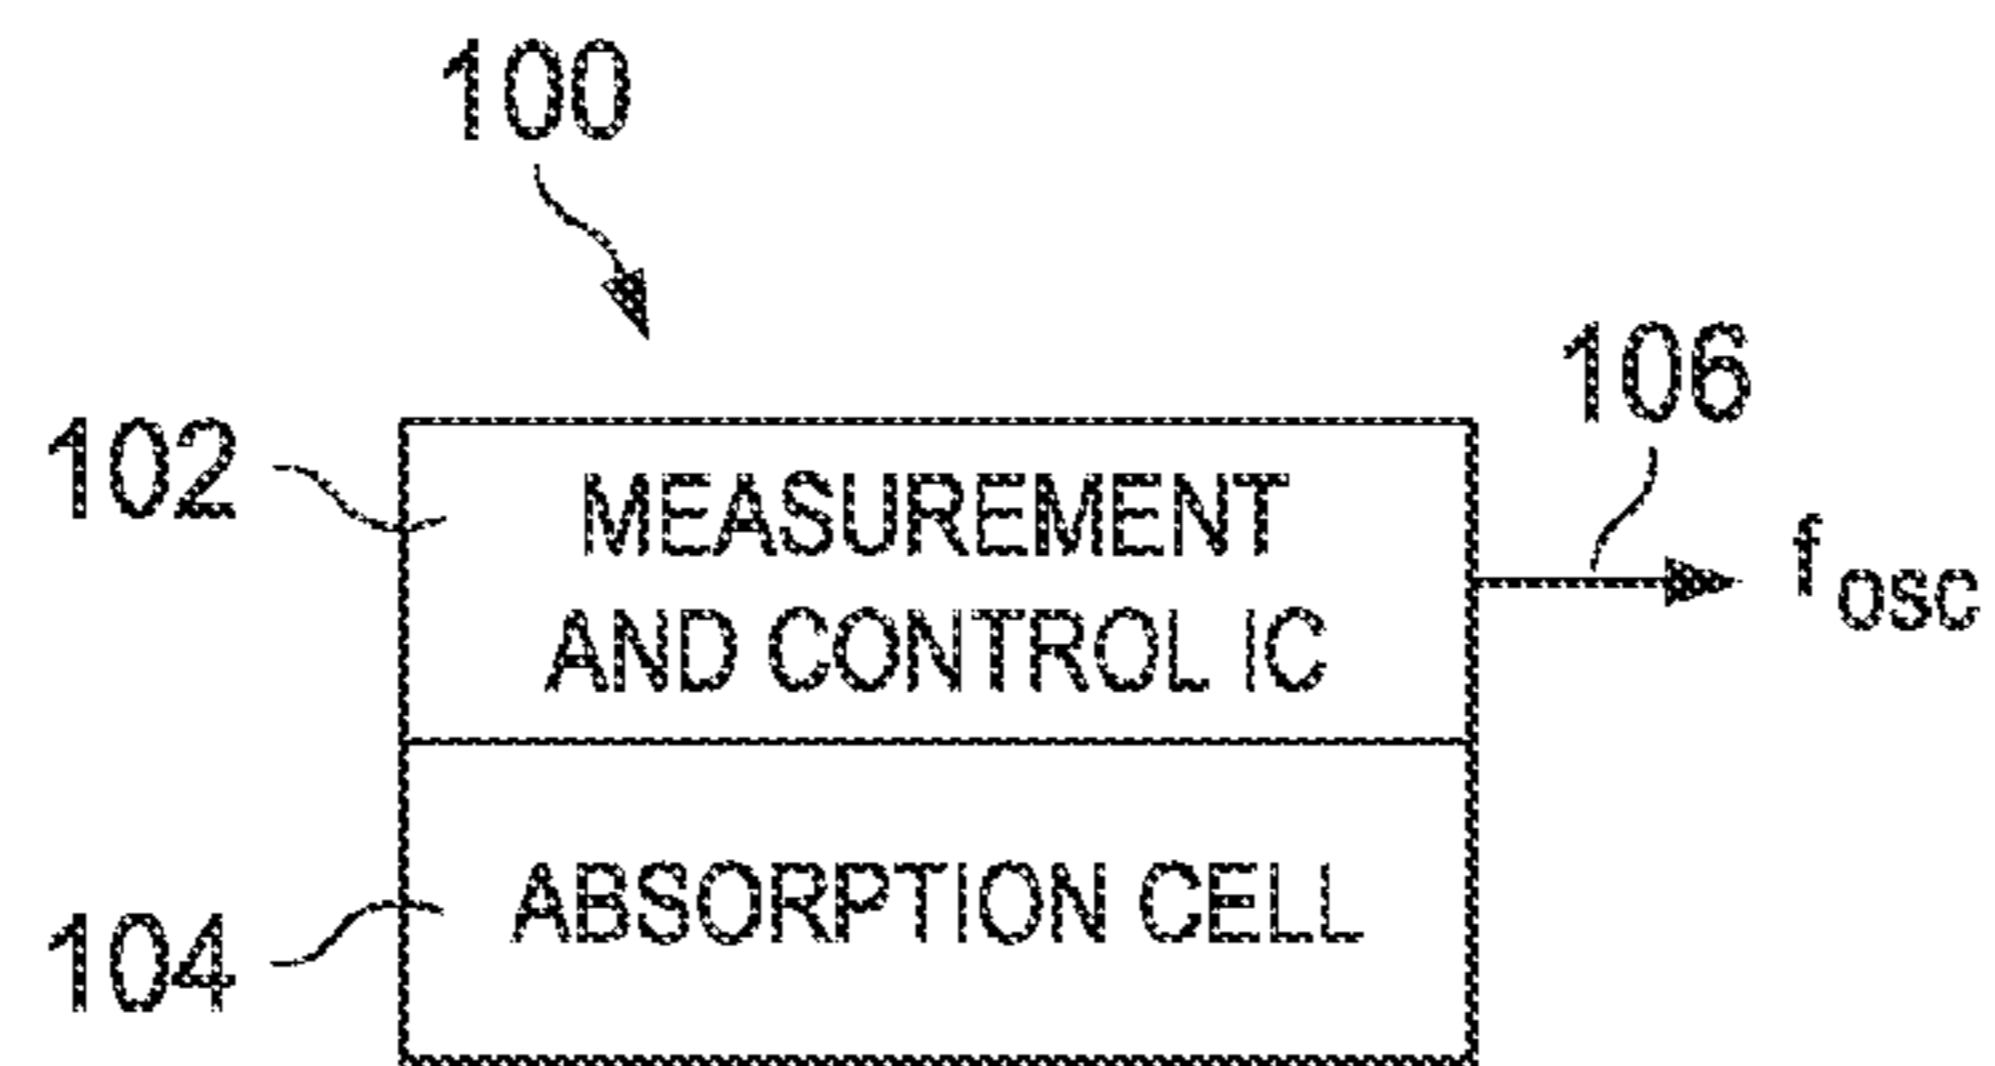 100
106
102
MEASUREMENT
AND CONTROL IC
fosc
ABSORPTION CELL
104